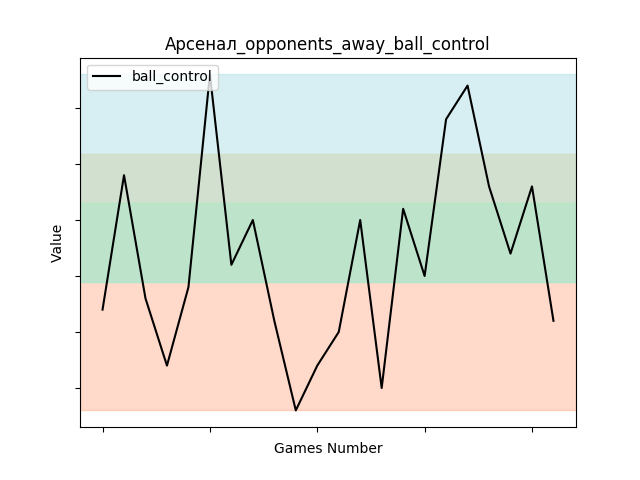 Арсенал_opponents_away_ball_control
ball_control
Value
Games Number